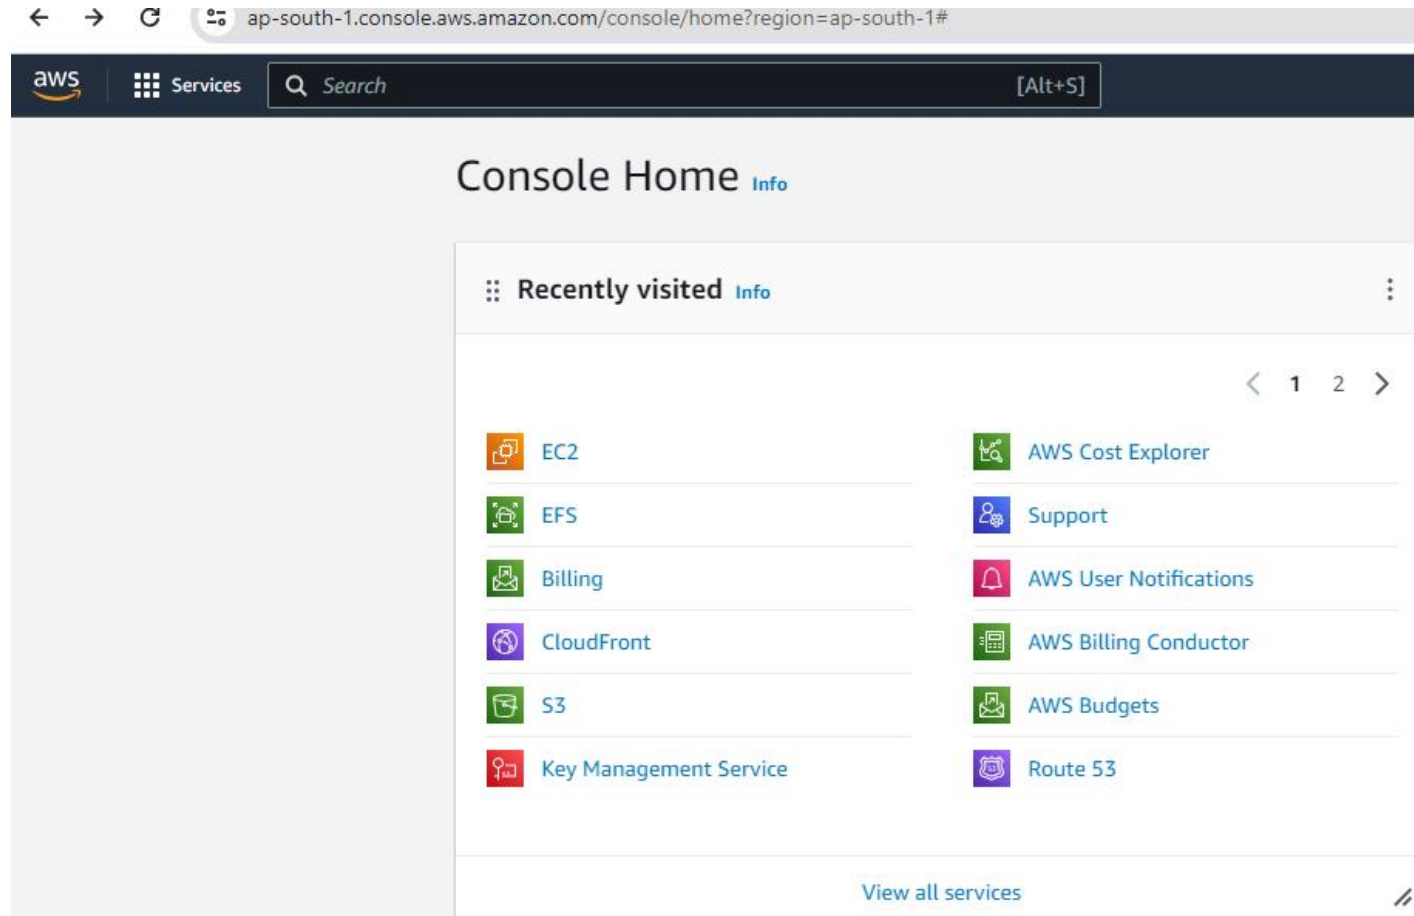 ap-south-1.console.aws.amazon.com/console/home?region=ap-south-1#
aws Services Search [Alt+S]
Console Home Info
Recently visited Info
1 2
EC2
EFS
Billing
CloudFront
S3
Key Management Service
AWS Cost Explorer
Support
AWS User Notifications
AWS Billing Conductor
AWS Budgets
Route 53
View all services